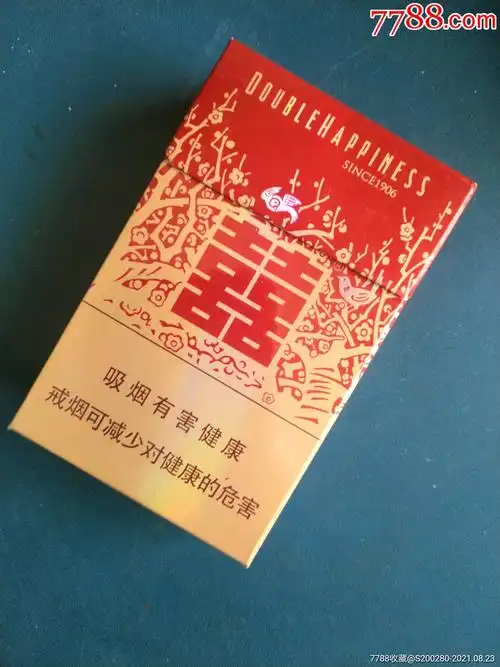 7788.com
DOUBLEHAPPINESS
SINCE1906
囍
吸烟有害健康
戒烟可减少对健康的危害
7788收藏@S200280-2021.08.23